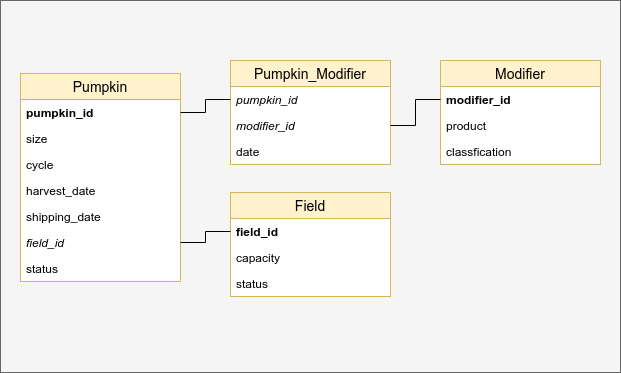 Pumpkin
pumpkin_id
size
cycle
harvest_date
shipping_date
field_id
status
Pumpkin_Modifier
pumpkin_id
modifier_id
date
Modifier
modifier_id
product
classfication
Field
field_id
capacity
status